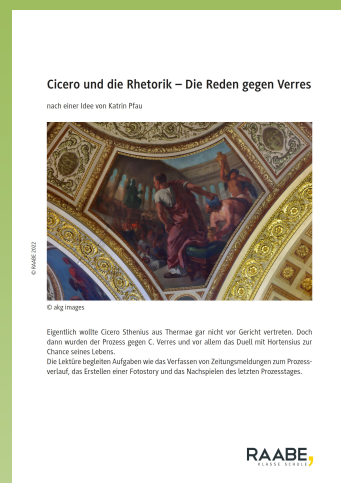 Cicero und die Rhetorik – Die Reden gegen Verres
nach einer Idee von Katrin Pfau
© RAABE 2022
© akg images
Eigentlich wollte Cicero Sthenius aus Thermae gar nicht vor Gericht vertreten. Doch
dann wurden der Prozess gegen C. Verres und vor allem das Duell mit Hortensius zur
Chance seines Lebens.
Die Lektüre begleiten Aufgaben wie das Verfassen von Zeitungsmeldungen zum Prozess-
verlauf, das Erstellen einer Fotostory und das Nachspielen des letzten Prozesstages.
RAABE,
KLASSE SCHULE